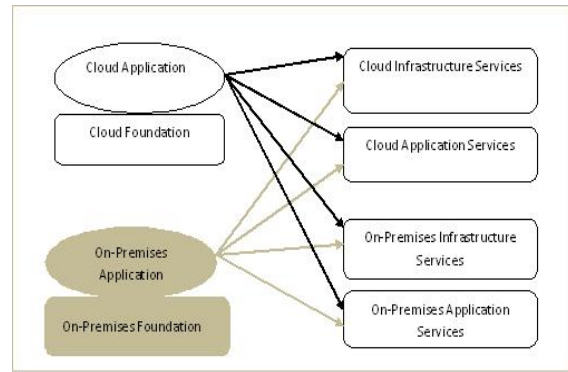 Cloud Application
Cloud Foundation
On-Premises
Application
On-Premises Foundation
Cloud Infrastructure Services
Cloud Application Services
On-Premises Infrastructure
Services
On-Premises Application
Services